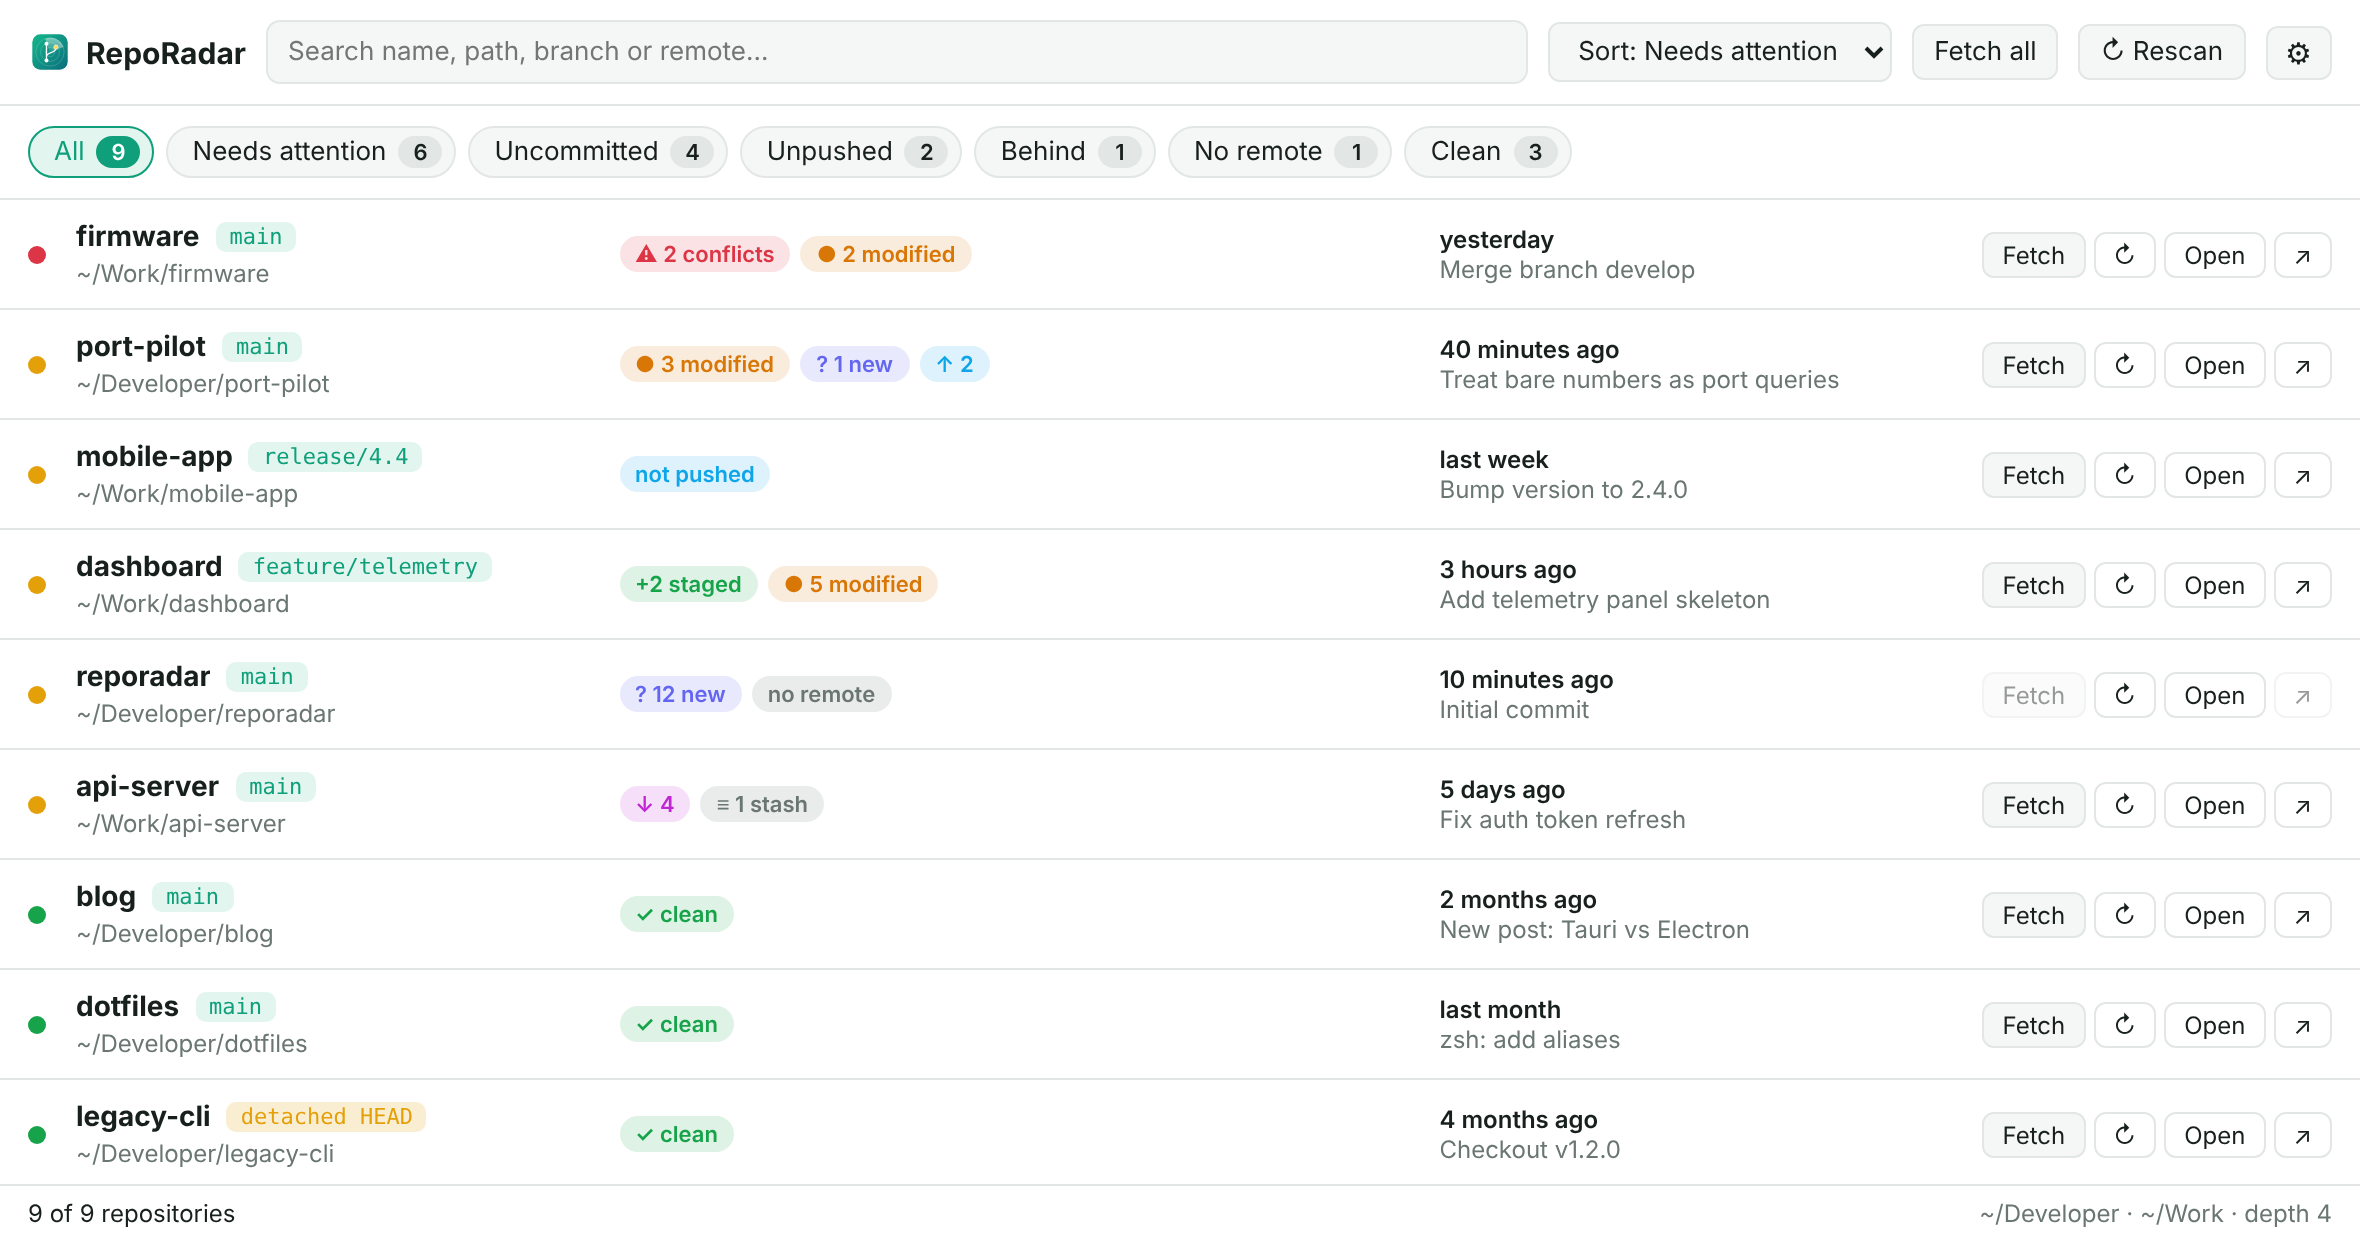 RepoRadar Search name, path, branch or remote... Sort: Needs attention Fetch all ↻ Rescan ⚙
All 9 Needs attention 6 Uncommitted 4 Unpushed 2 Behind 1 No remote 1 Clean 3
firmware main
~/Work/firmware
⚠ 2 conflicts ● 2 modified
yesterday
Merge branch develop
Fetch ↻ Open ↗
port-pilot main
~/Developer/port-pilot
● 3 modified ? 1 new ↑ 2
40 minutes ago
Treat bare numbers as port queries
Fetch ↻ Open ↗
mobile-app release/4.4
~/Work/mobile-app
not pushed
last week
Bump version to 2.4.0
Fetch ↻ Open ↗
dashboard feature/telemetry
~/Work/dashboard
+2 staged ● 5 modified
3 hours ago
Add telemetry panel skeleton
Fetch ↻ Open ↗
reporadar main
~/Developer/reporadar
? 12 new no remote
10 minutes ago
Initial commit
Fetch ↻ Open ↗
api-server main
~/Work/api-server
↓ 4 ≡ 1 stash
5 days ago
Fix auth token refresh
Fetch ↻ Open ↗
blog main
~/Developer/blog
✓ clean
2 months ago
New post: Tauri vs Electron
Fetch ↻ Open ↗
dotfiles main
~/Developer/dotfiles
✓ clean
last month
zsh: add aliases
Fetch ↻ Open ↗
legacy-cli detached HEAD
~/Developer/legacy-cli
✓ clean
4 months ago
Checkout v1.2.0
Fetch ↻ Open ↗
9 of 9 repositories ~/Developer · ~/Work · depth 4